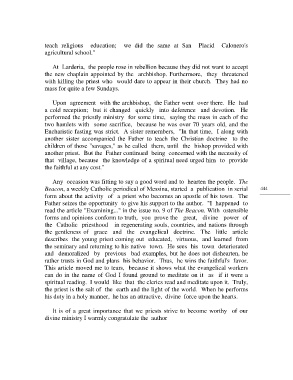 teach religious education; we did the same at San Placid Calonero's
agricultural school."
At Larderia, the people rose in rebellion because they did not want to accept
the new chaplain appointed by the archbishop. Furthermore, they threatened
with killing the priest who would dare to appear in their church. They had no
mass for quite a few Sundays.
Upon agreement with the archbishop, the Father went over there. He had
a cold reception; but it changed quickly into deference and devotion. He
performed the priestly ministry for some time, saying the mass in each of the
two hamlets with some sacrifice, because he was over 70 years old, and the
Eucharistic fasting was strict. A sister remembers, "In that time, I along with
another sister accompanied the Father to teach the Christian doctrine to the
children of those "savages," as he called them, until the bishop provided with
another priest. But the Father continued being concerned with the necessity of
that village, because the knowledge of a spiritual need urged him to provide
the faithful at any cost."
Any occasion was fitting to say a good word and to hearten the people. The
Beacon, a weekly Catholic periodical of Messina, started a publication in serial
form about the activity of a priest who becomes an apostle of his town. The
Father seizes the opportunity to give his support to the author. "I happened to
read the article "Examining..." in the issue no. 9 of The Beacon. With ostensible
forms and opinions conform to truth, you prove the great, divine power of
the Catholic priesthood in regenerating souls, countries, and nations through
the gentleness of grace and the evangelical doctrine. The little article
describes the young priest coming out educated, virtuous, and learned from
the seminary and returning to his native town. He sees his town deteriorated
and demoralized by previous bad examples, but he does not dishearten, he
rather trusts in God and plans his behavior. Thus, he wins the faithful's favor.
This article moved me to tears, because it shows what the evangelical workers
can do in the name of God I found ground to meditate on it as if it were a
spiritual reading. I would like that the clerics read and meditate upon it. Truly,
the priest is the salt of the earth and the light of the world. When he performs
his duty in a holy manner, he has an attractive, divine force upon the hearts.
It is of a great importance that we priests strive to become worthy of our
divine ministry I warmly congratulate the author